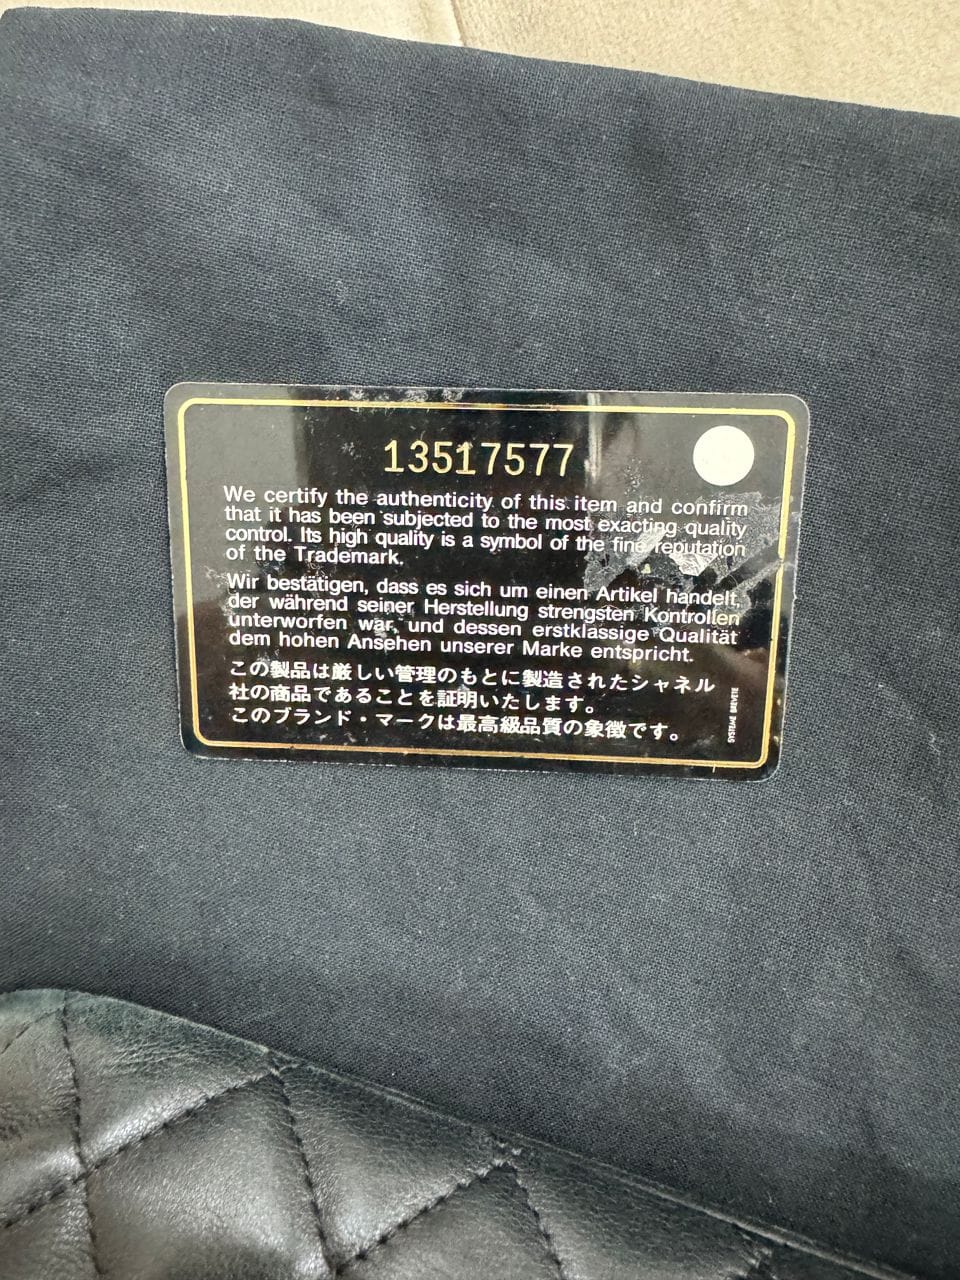 13517577
We certify the authenticity of this item and confirm
that it has been subjected to the most exacting quality
control. Its high quality is a symbol of the fine reputation
of the Trademark.
Wir bestätigen, dass es sich um einen Artikel handelt,
der während seiner Herstellung strengsten Kontrollen
unterworfen war, und dessen erstklassige Qualität
dem hohen Ansehen unserer Marke entspricht.
この製品は厳しい管理のもとに製造されたシャネル
社の商品であることを証明いたします。
このブランド・マークは最高級品質の象徴です。
SYSTEME BREVETE